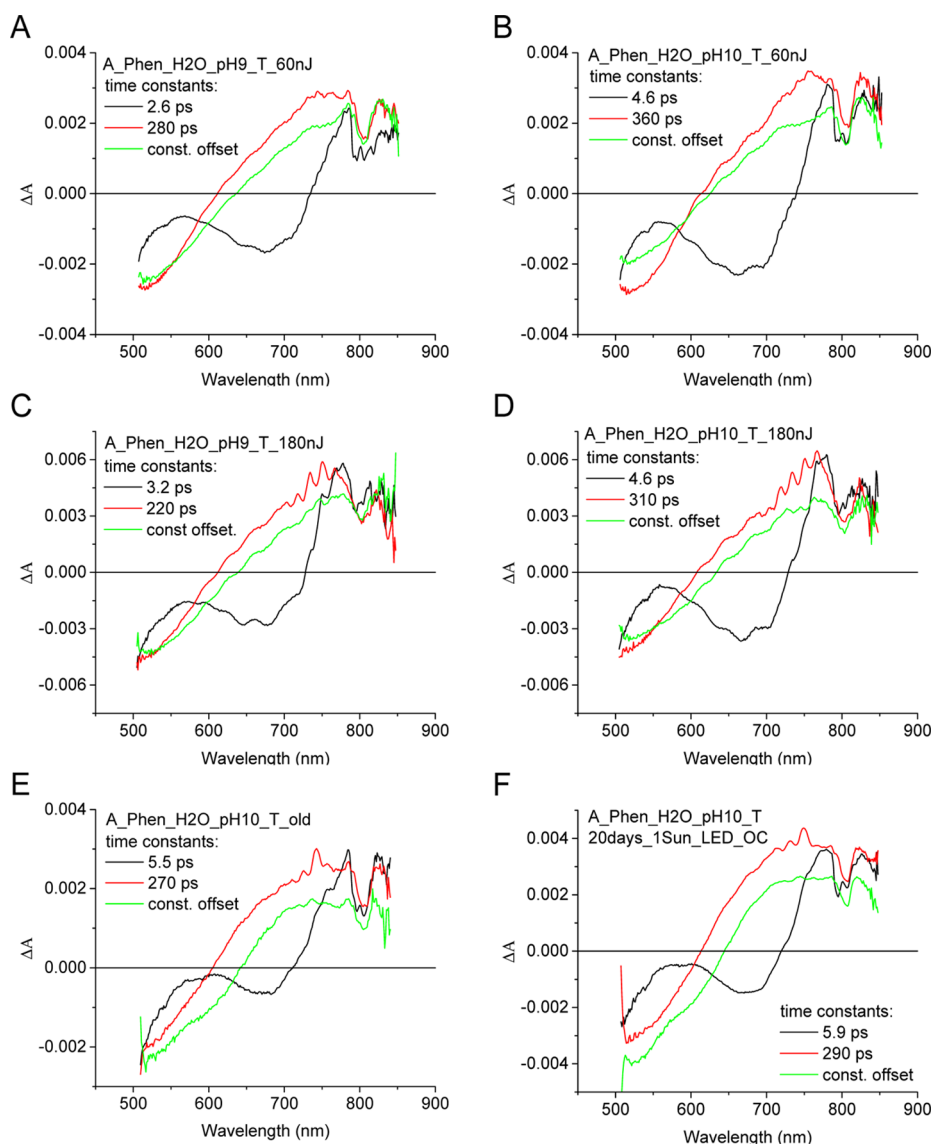 A
A_Phen_H2O_pH9_T_60nJ
time constants:
2.6 ps
280 ps
const. offset
0.004
0.002
0.000
-0.002
-0.004
ΔA
500 600 700 800 900
Wavelength (nm)
B
A_Phen_H2O_pH10_T_60nJ
time constants:
4.6 ps
360 ps
const. offset
0.004
0.002
0.000
-0.002
-0.004
ΔA
500 600 700 800 900
Wavelength (nm)
C
A_Phen_H2O_pH9_T_180nJ
time constants:
3.2 ps
220 ps
const offset.
0.006
0.003
0.000
-0.003
-0.006
ΔA
500 600 700 800 900
Wavelength (nm)
D
A_Phen_H2O_pH10_T_180nJ
time constants:
4.6 ps
310 ps
const. offset
0.006
0.003
0.000
-0.003
-0.006
ΔA
500 600 700 800 900
Wavelength (nm)
E
A_Phen_H2O_pH10_T_old
time constants:
5.5 ps
270 ps
const. offset
0.004
0.002
0.000
-0.002
ΔA
500 600 700 800 900
Wavelength (nm)
F
A_Phen_H2O_pH10_T
20days_1Sun_LED_OC
time constants:
5.9 ps
290 ps
const. offset
0.004
0.002
0.000
-0.002
-0.004
ΔA
500 600 700 800 900
Wavelength (nm)